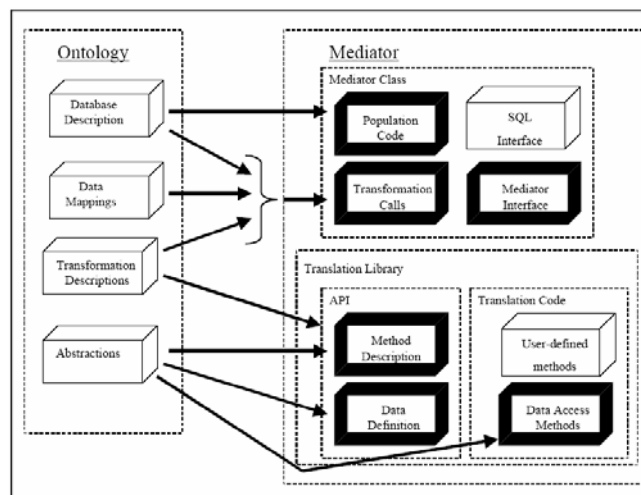 Ontology
Database
Description
Data
Mappings
Transformation
Descriptions
Abstractions
Mediator
Mediator Class
Population
Code
SQL
Interface
Transformation
Calls
Mediator
Interface
Translation Library
API
Method
Description
Data
Definition
Translation Code
User-defined
methods
Data Access
Methods